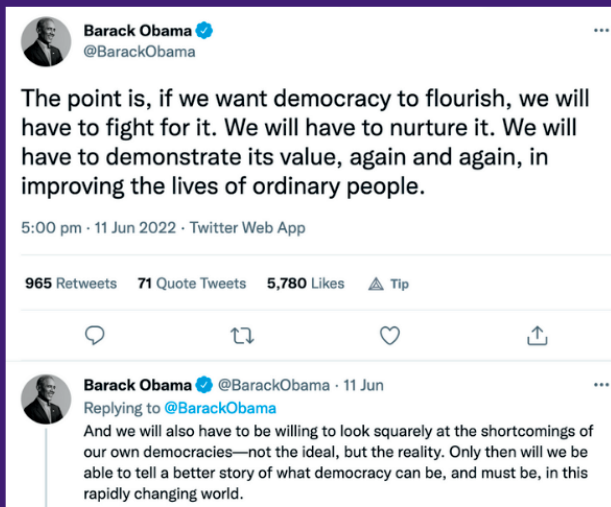 Barack Obama
@BarackObama
The point is, if we want democracy to flourish, we will
have to fight for it. We will have to nurture it. We will
have to demonstrate its value, again and again, in
improving the lives of ordinary people.
5:00 pm · 11 Jun 2022 · Twitter Web App
965 Retweets 71 Quote Tweets 5,780 Likes Tip
Barack Obama @BarackObama · 11 Jun
Replying to @BarackObama
And we will also have to be willing to look squarely at the shortcomings of
our own democracies—not the ideal, but the reality. Only then will we be
able to tell a better story of what democracy can be, and must be, in this
rapidly changing world.